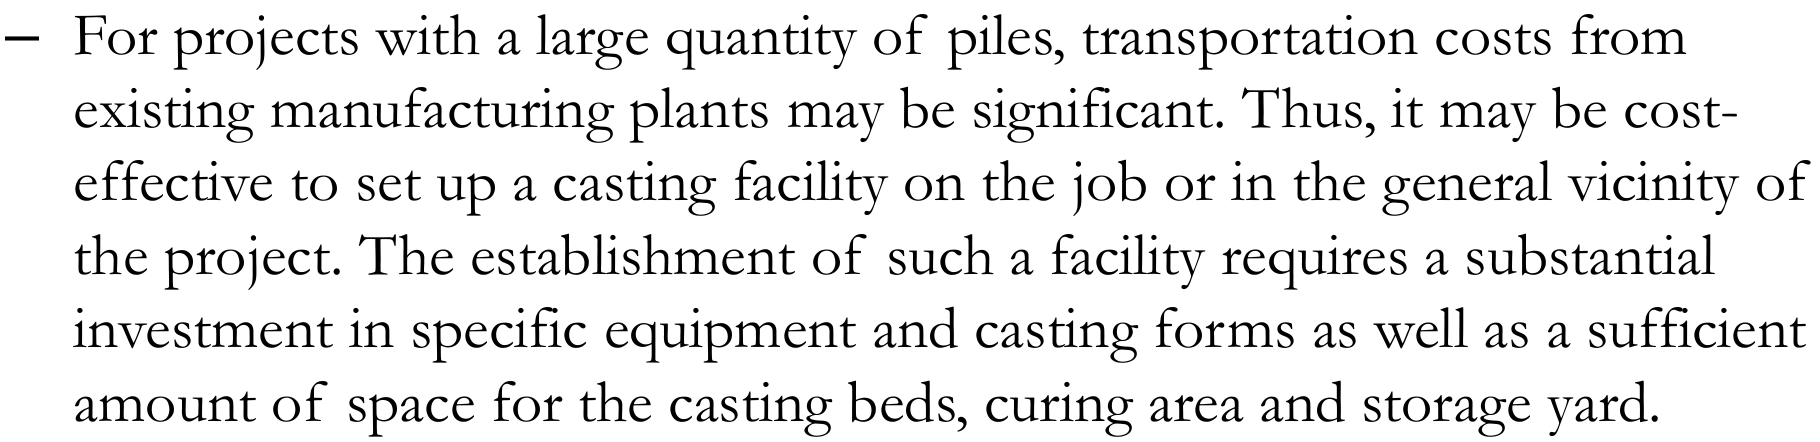 – For projects with a large quantity of piles, transportation costs from
existing manufacturing plants may be significant. Thus, it may be cost-
effective to set up a casting facility on the job or in the general vicinity of
the project. The establishment of such a facility requires a substantial
investment in specific equipment and casting forms as well as a sufficient
amount of space for the casting beds, curing area and storage yard.